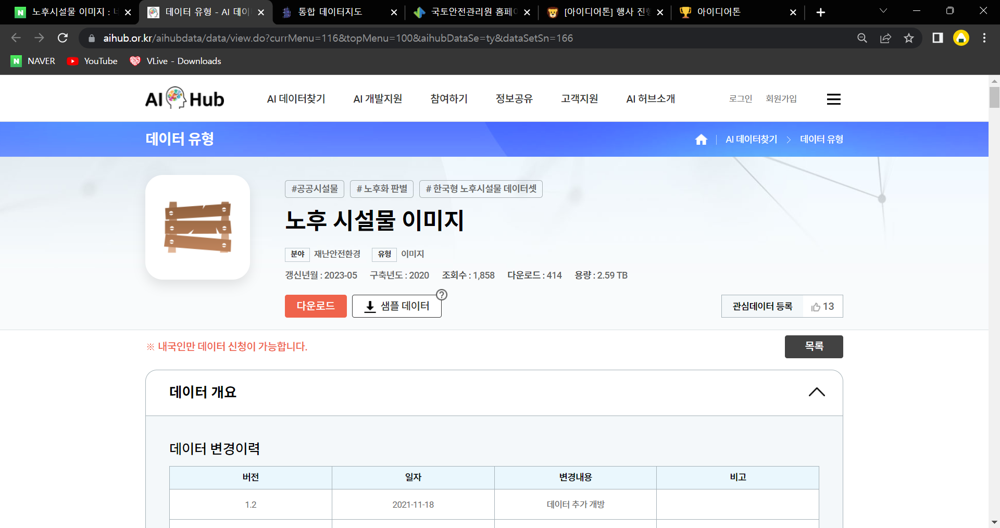 노후시설물 이미지 :
데이터 유형 - AI 데이
통합 데이터지도
국토안전관리원 홈페이
[아이디어톤] 행사 진행
아이디어톤
aihub.or.kr/aihubdata/data/view.do?currMenu=116&topMenu=100&aihubDataSe=ty&dataSetSn=166
N NAVER YouTube VLive - Downloads
AI Hub AI 데이터찾기 AI 개발지원 참여하기 정보공유 고객지원 AI 허브소개 로그인 회원가입
데이터 유형 AI 데이터찾기 데이터 유형
#공공시설물 # 노후화 판별 # 한국형 노후시설물 데이터셋
노후 시설물 이미지
분야 재난안전환경 유형 이미지
갱신년월 : 2023-05 구축년도 : 2020 조회수 : 1,858 다운로드 : 414 용량 : 2.59 TB
다운로드 샘플 데이터 ? 관심데이터 등록 13
※ 내국인만 데이터 신청이 가능합니다. 목록
데이터 개요
데이터 변경이력
버전 일자 변경내용 비고
1.2 2021-11-18 데이터 추가 개방